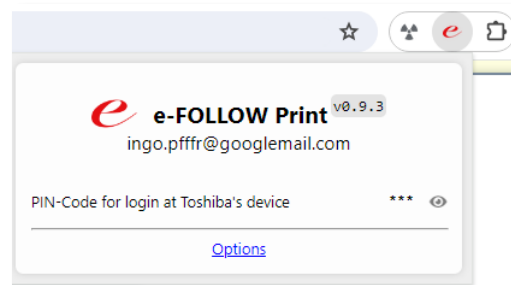 e-FOLLOW Print v0.9.3
ingo.pfffr@googlemail.com
PIN-Code for login at Toshiba's device ***
Options